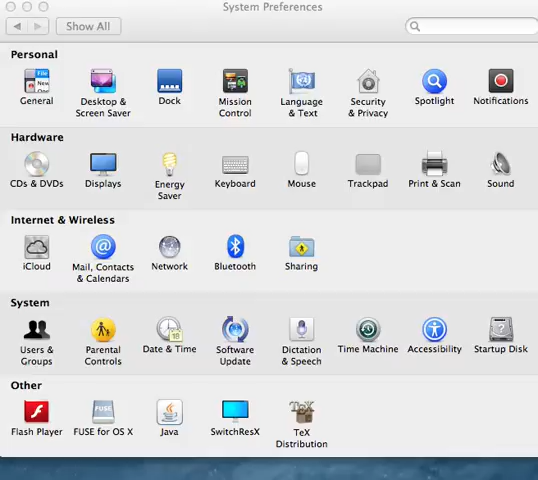 System Preferences
Show All
Personal
General
Desktop &
Screen Saver
Dock
Mission
Control
Language
& Text
Security
& Privacy
Spotlight
Notifications
Hardware
CDs & DVDs
Displays
Energy
Saver
Keyboard
Mouse
Trackpad
Print & Scan
Sound
Internet & Wireless
iCloud
Mail, Contacts
& Calendars
Network
Bluetooth
Sharing
System
Users &
Groups
Parental
Controls
Date & Time
Software
Update
Dictation
& Speech
Time Machine
Accessibility
Startup Disk
Other
Flash Player
FUSE for OS X
Java
SwitchResX
TeX
Distribution